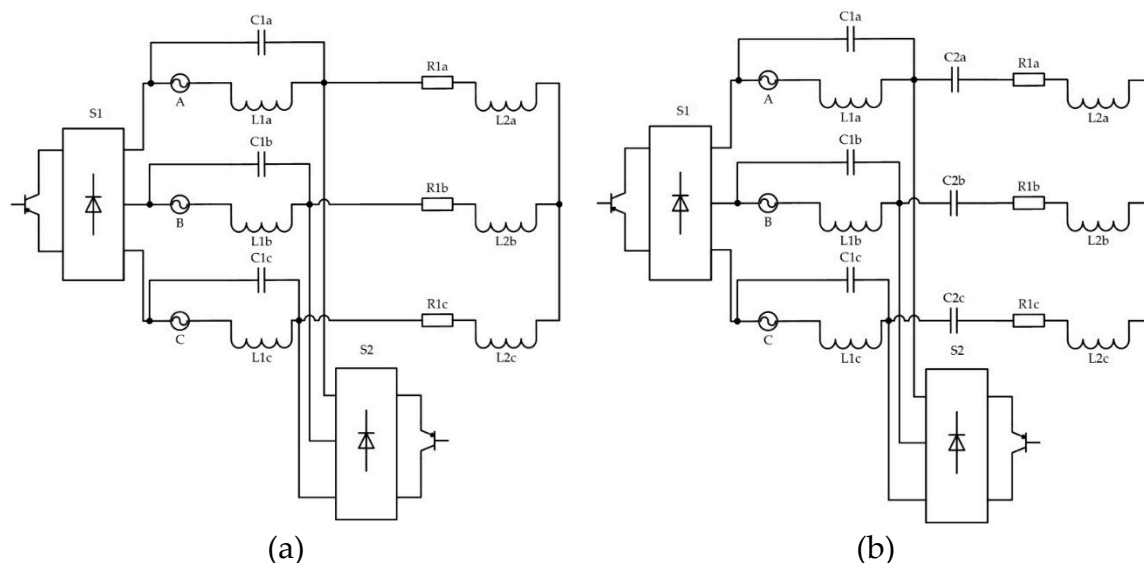 C1a
A
L1a
R1a
L2a
S1
C1b
B
L1b
R1b
L2b
C1c
C
L1c
R1c
L2c
S2
(a)
C1a
A
L1a
C2a
R1a
L2a
S1
C1b
B
L1b
C2b
R1b
L2b
C1c
C
L1c
C2c
R1c
L2c
S2
(b)